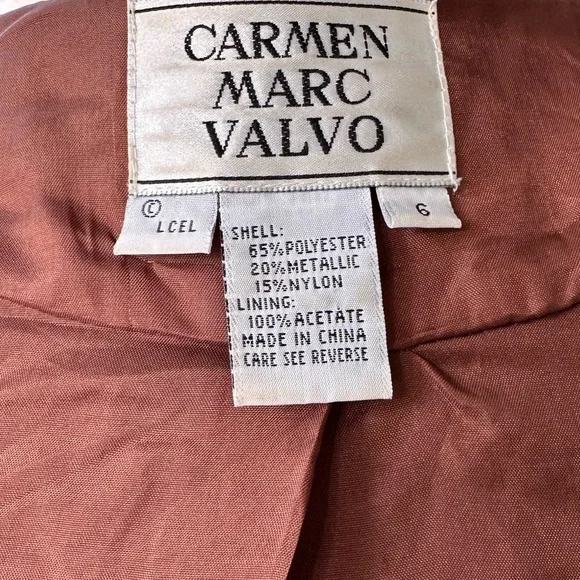 CARMEN
MARC
VALVO
©
LCEL
SHELL:
65%POLYESTER
20%METALLIC
15%NYLON
LINING:
100%ACETATE
MADE IN CHINA
CARE SEE REVERSE
6